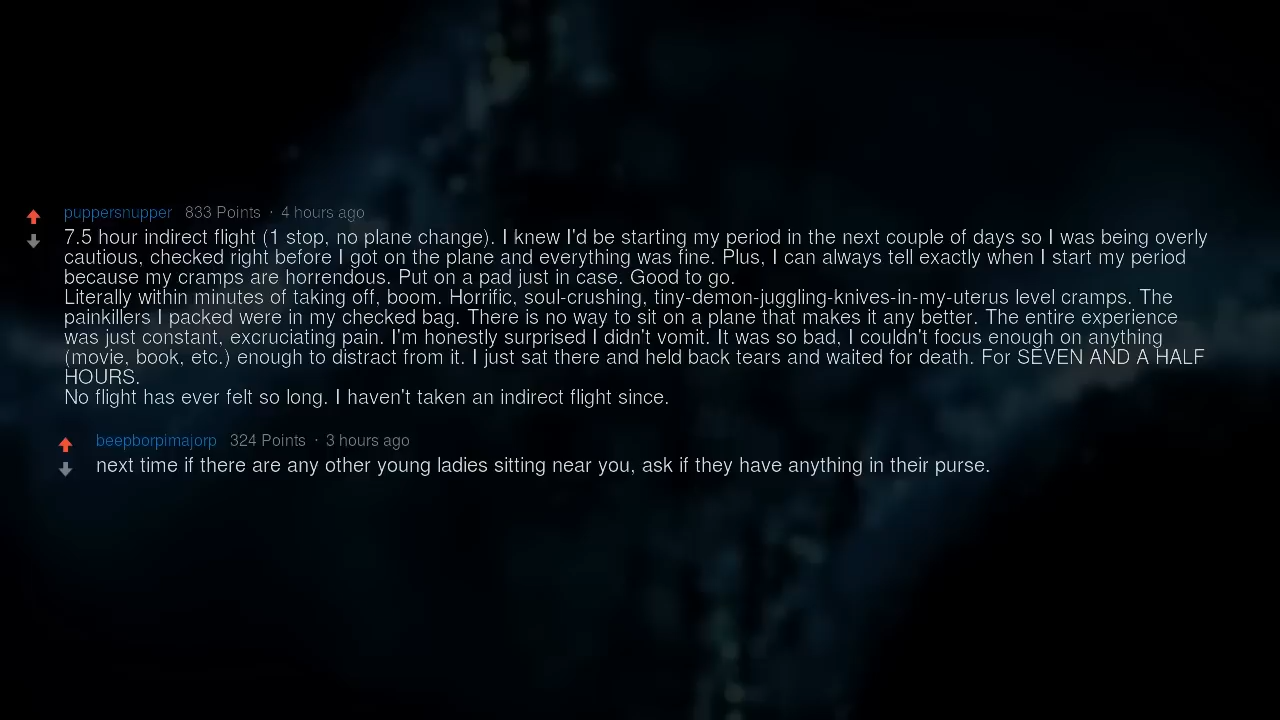 puppersnupper 833 Points · 4 hours ago
7.5 hour indirect flight (1 stop, no plane change). I knew I'd be starting my period in the next couple of days so I was being overly
cautious, checked right before I got on the plane and everything was fine. Plus, I can always tell exactly when I start my period
because my cramps are horrendous. Put on a pad just in case. Good to go.
Literally within minutes of taking off, boom. Horrific, soul-crushing, tiny-demon-juggling-knives-in-my-uterus level cramps. The
painkillers I packed were in my checked bag. There is no way to sit on a plane that makes it any better. The entire experience
was just constant, excruciating pain. I'm honestly surprised I didn't vomit. It was so bad, I couldn't focus enough on anything
(movie, book, etc.) enough to distract from it. I just sat there and held back tears and waited for death. For SEVEN AND A HALF
HOURS.
No flight has ever felt so long. I haven't taken an indirect flight since.
beepborpimajorp 324 Points · 3 hours ago
next time if there are any other young ladies sitting near you, ask if they have anything in their purse.